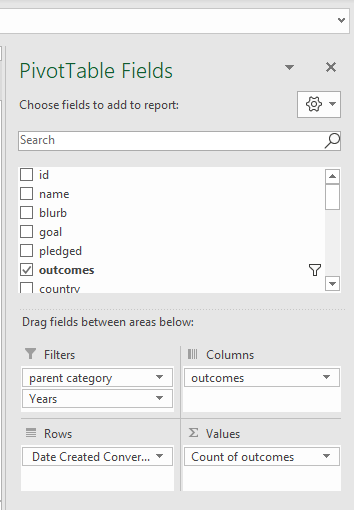 PivotTable Fields
Choose fields to add to report:
Search
id
name
blurb
goal
pledged
outcomes
country
Drag fields between areas below:
Filters
Columns
parent category
outcomes
Years
Rows
Values
Date Created Conver...
Count of outcomes